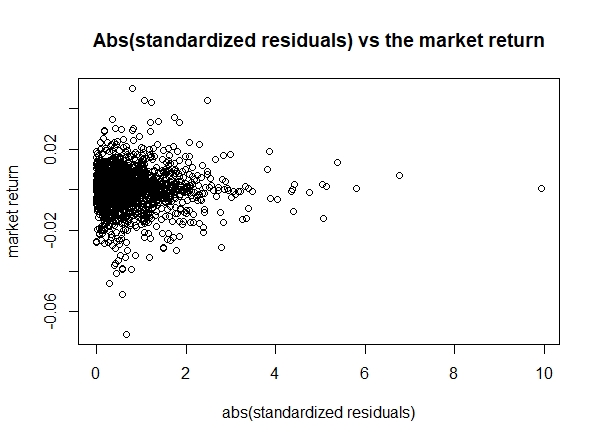 Abs(standardized residuals) vs the market return
market return
0.02
-0.02
-0.06
0 2 4 6 8 10
abs(standardized residuals)